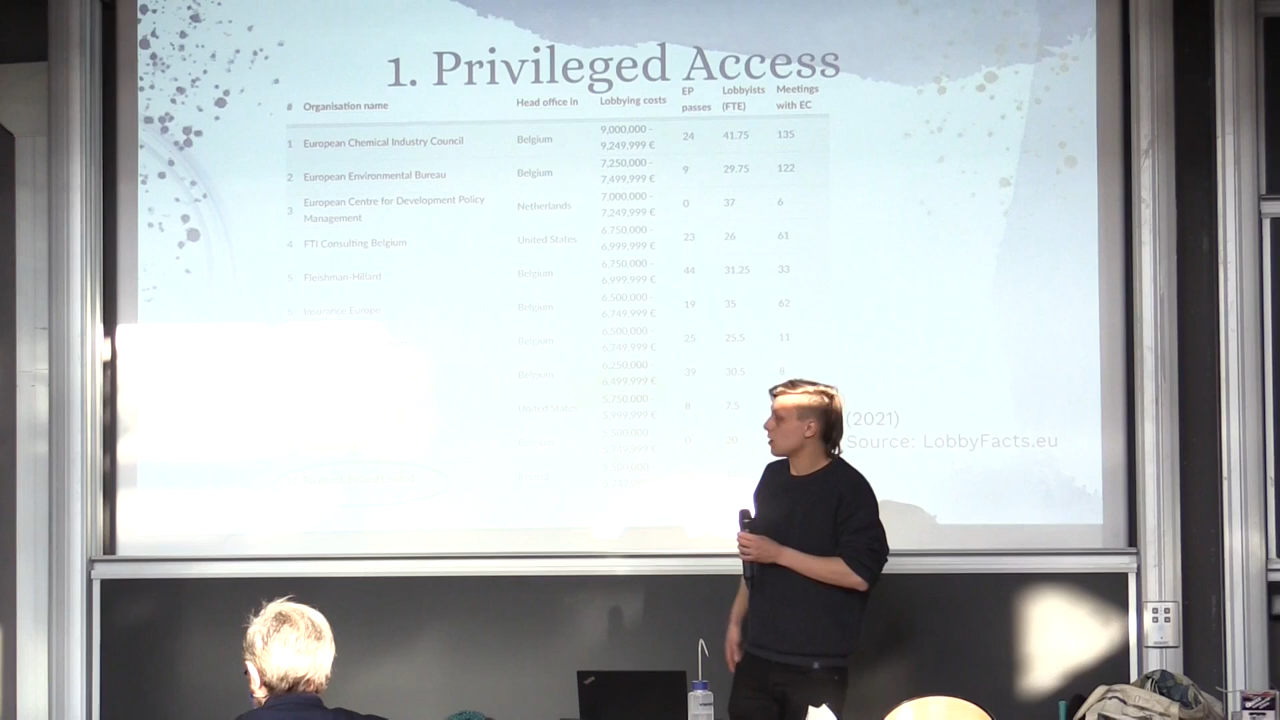 1. Privileged Access
# Organisation name Head office in Lobbying costs EP passes Lobbyists (FTE) Meetings with EC
1 European Chemical Industry Council Belgium 9,000,000 - 9,249,999 € 24 41.75 135
2 European Environmental Bureau Belgium 7,250,000 - 7,499,999 € 9 29.75 122
3 European Centre for Development Policy Management Netherlands 7,000,000 - 7,249,999 € 0 37 6
4 FTI Consulting Belgium United States 6,750,000 - 6,999,999 € 23 26 61
5 Fleishman-Hillard Belgium 6,750,000 - 6,999,999 € 44 31.25 33
6 Insurance Europe Belgium 6,500,000 - 6,749,999 € 19 35 62
Belgium 6,500,000 - 6,749,999 € 25 25.5 11
Belgium 6,250,000 - 6,499,999 € 39 30.5 8
United States 5,750,000 - 5,999,999 € 8 7.5
0 20
(2021)
Source: LobbyFacts.eu